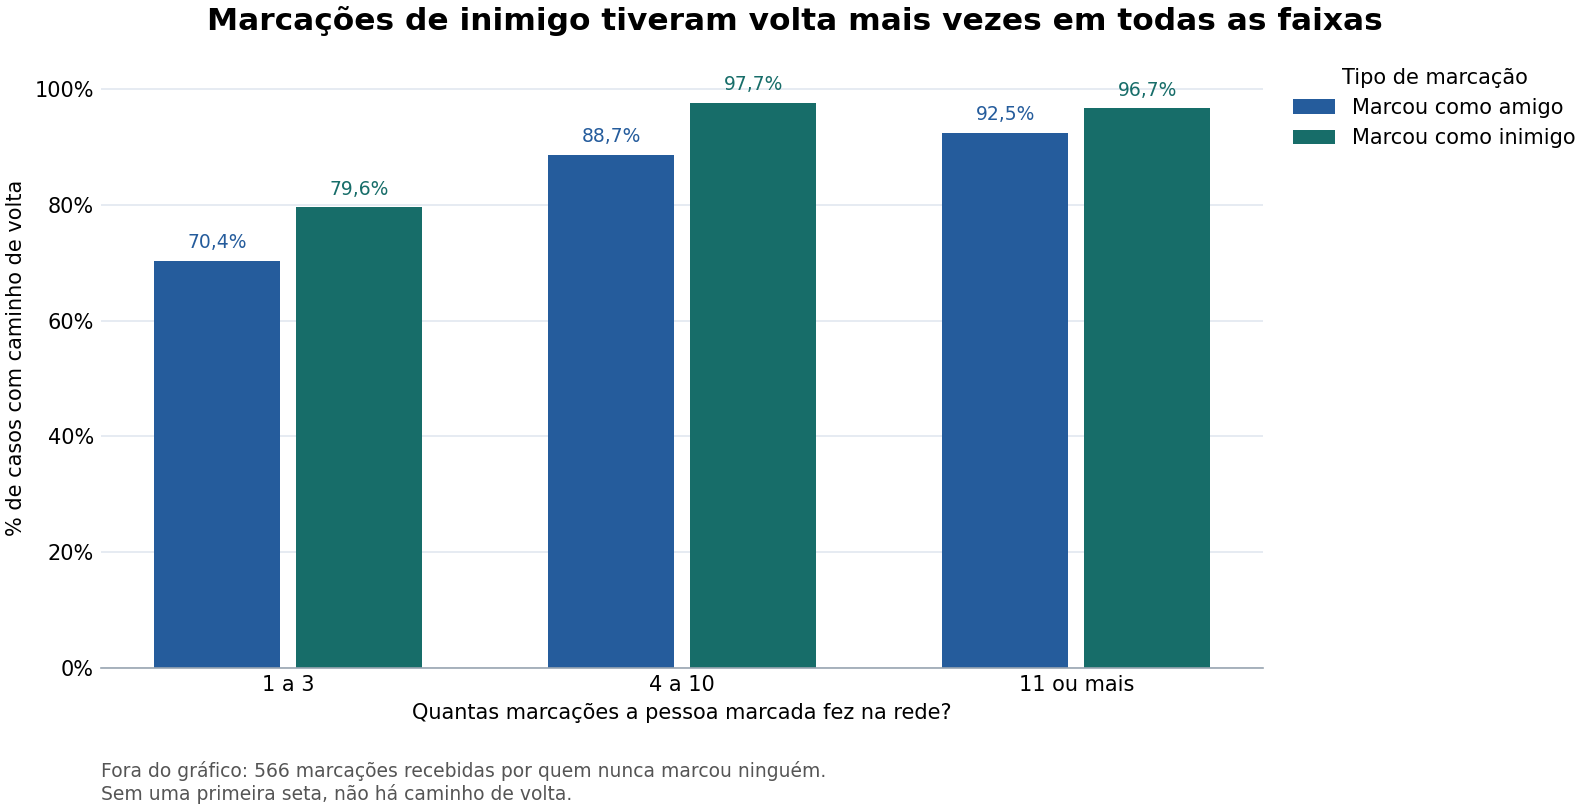 Marcações de inimigo tiveram volta mais vezes em todas as faixas
Tipo de marcação
Marcou como amigo
Marcou como inimigo
% de casos com caminho de volta
100%
80%
60%
40%
20%
0%
70,4%
79,6%
88,7%
97,7%
92,5%
96,7%
1 a 3
4 a 10
11 ou mais
Quantas marcações a pessoa marcada fez na rede?
Fora do gráfico: 566 marcações recebidas por quem nunca marcou ninguém.
Sem uma primeira seta, não há caminho de volta.